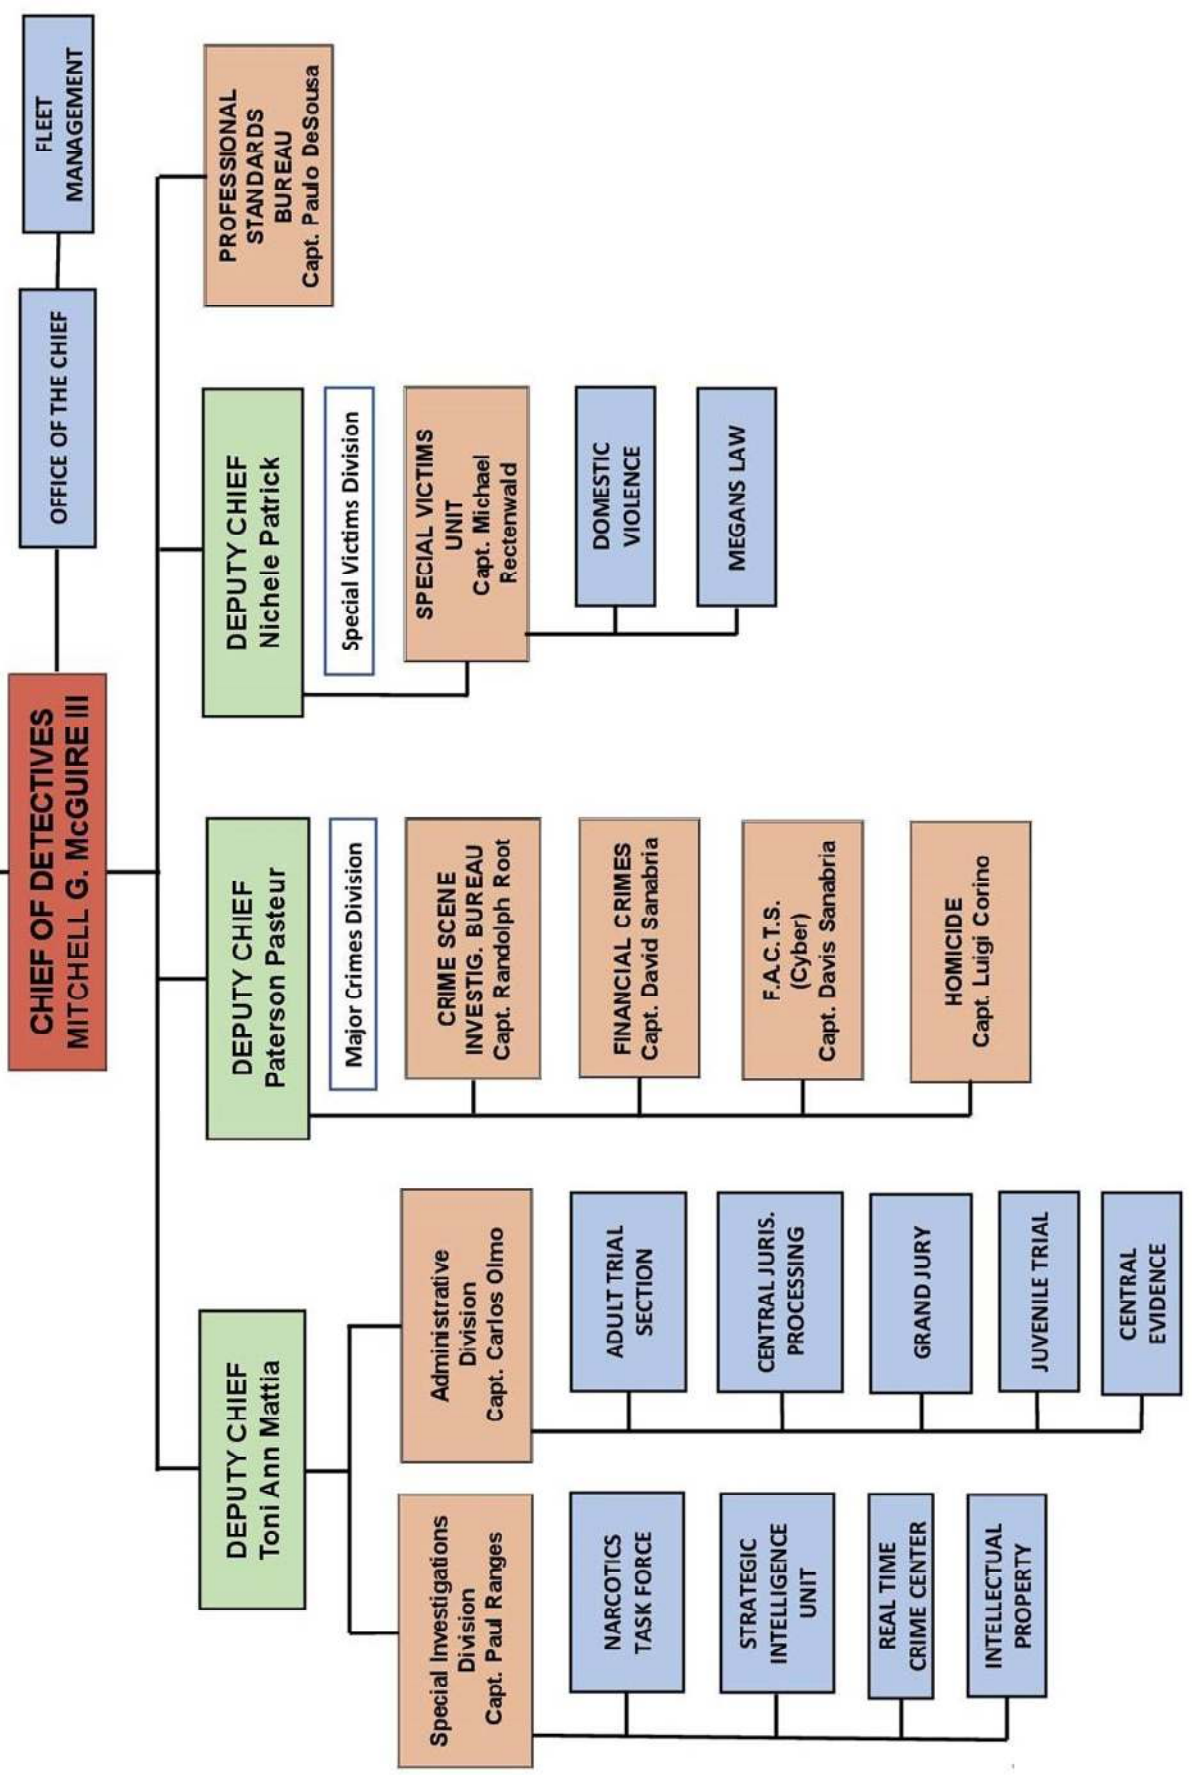 CHIEF OF DETECTIVES
MITCHELL G. McGUIRE III
OFFICE OF THE CHIEF
FLEET
MANAGEMENT
DEPUTY CHIEF
Toni Ann Mattia
DEPUTY CHIEF
Paterson Pasteur
DEPUTY CHIEF
Nichele Patrick
PROFESSIONAL
STANDARDS
BUREAU
Capt. Paulo DeSousa
Major Crimes Division
Special Victims Division
Special Investigations
Division
Capt. Paul Ranges
Administrative
Division
Capt. Carlos Olmo
CRIME SCENE
INVESTIG. BUREAU
Capt. Randolph Root
SPECIAL VICTIMS
UNIT
Capt. Michael
Rectenwald
NARCOTICS
TASK FORCE
ADULT TRIAL
SECTION
FINANCIAL CRIMES
Capt. David Sanabria
DOMESTIC
VIOLENCE
STRATEGIC
INTELLIGENCE
UNIT
CENTRAL JURIS.
PROCESSING
F.A.C.T.S.
(Cyber)
Capt. Davis Sanabria
MEGANS LAW
REAL TIME
CRIME CENTER
GRAND JURY
HOMICIDE
Capt. Luigi Corino
INTELLECTUAL
PROPERTY
JUVENILE TRIAL
CENTRAL
EVIDENCE